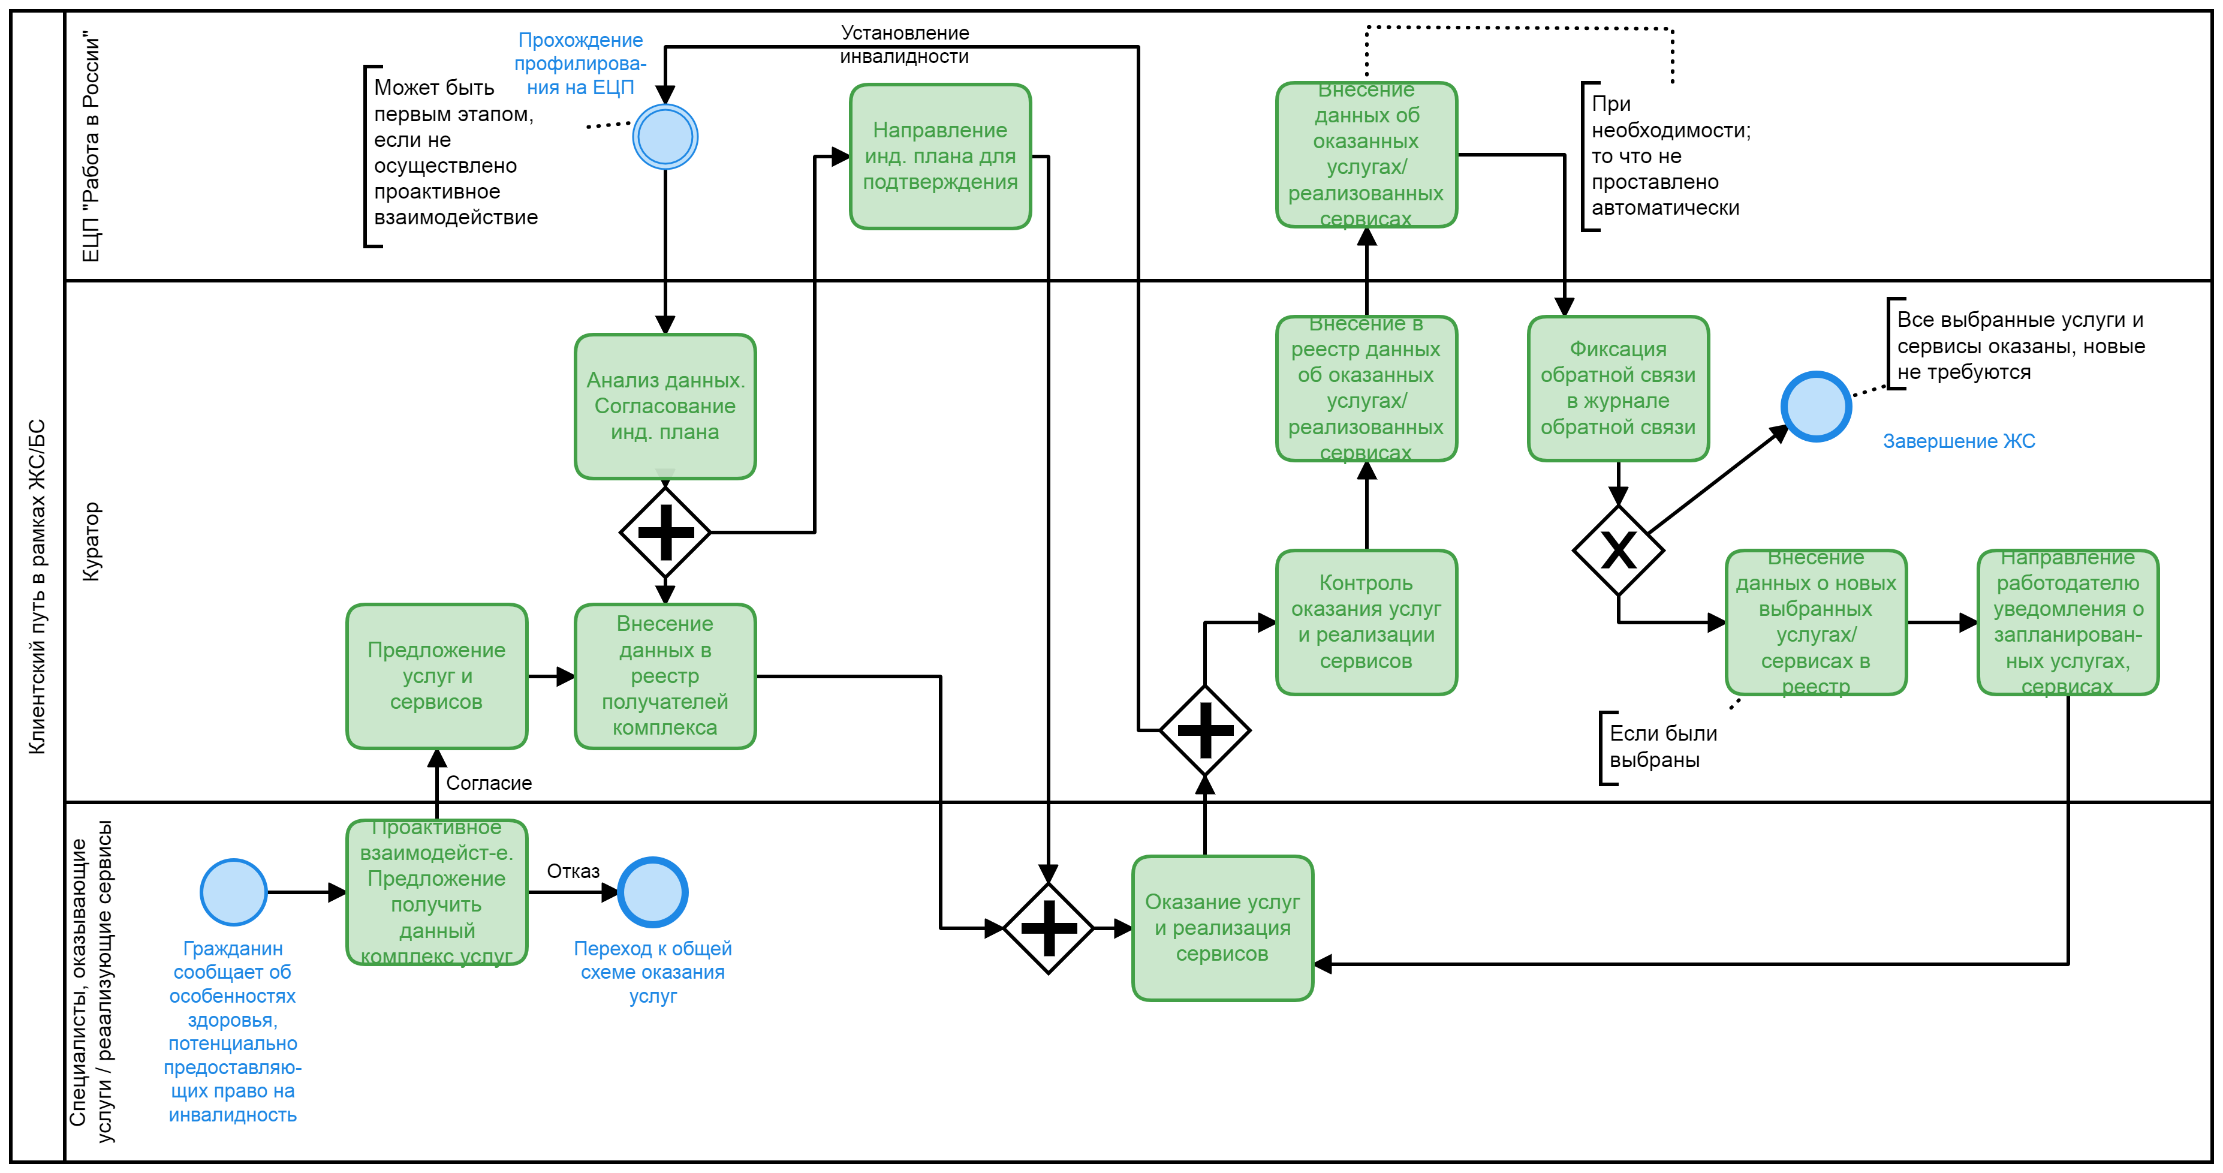 Клиентский путь в рамках ЖС/БС
ЕЦП "Работа в России"
Может быть
первым этапом,
если не
осуществлено
проактивное
взаимодействие
Прохождение
профилирова-
ния на ЕЦП
Установление
инвалидности
Направление
инд. плана для
подтверждения
Внесение
данных об
оказанных
услугах/
реализованных
сервисах
При
необходимости;
то что не
проставлено
автоматически
Куратор
Анализ данных.
Согласование
инд. плана
Предложение
услуг и
сервисов
Внесение
данных в
реестр
получателей
комплекса
Согласие
Внесение в
реестр данных
об оказанных
услугах/
реализованных
сервисах
Контроль
оказания услуг
и реализации
сервисов
Фиксация
обратной связи
в журнале
обратной связи
Все выбранные услуги и
сервисы оказаны, новые
не требуются
Завершение ЖС
Внесение
данных о новых
выбранных
услугах/
сервисах в
реестр
Направление
работодателю
уведомления о
запланирован-
ных услугах,
сервисах
Если были
выбраны
Специалисты, оказывающие
услуги / реаализующие сервисы
Гражданин
сообщает об
особенностях
здоровья,
потенциально
предоставляю-
щих право на
инвалидность
Проактивное
взаимодейст-е.
Предложение
получить
данный
комплекс услуг
Отказ
Переход к общей
схеме оказания
услуг
Оказание услуг
и реализация
сервисов